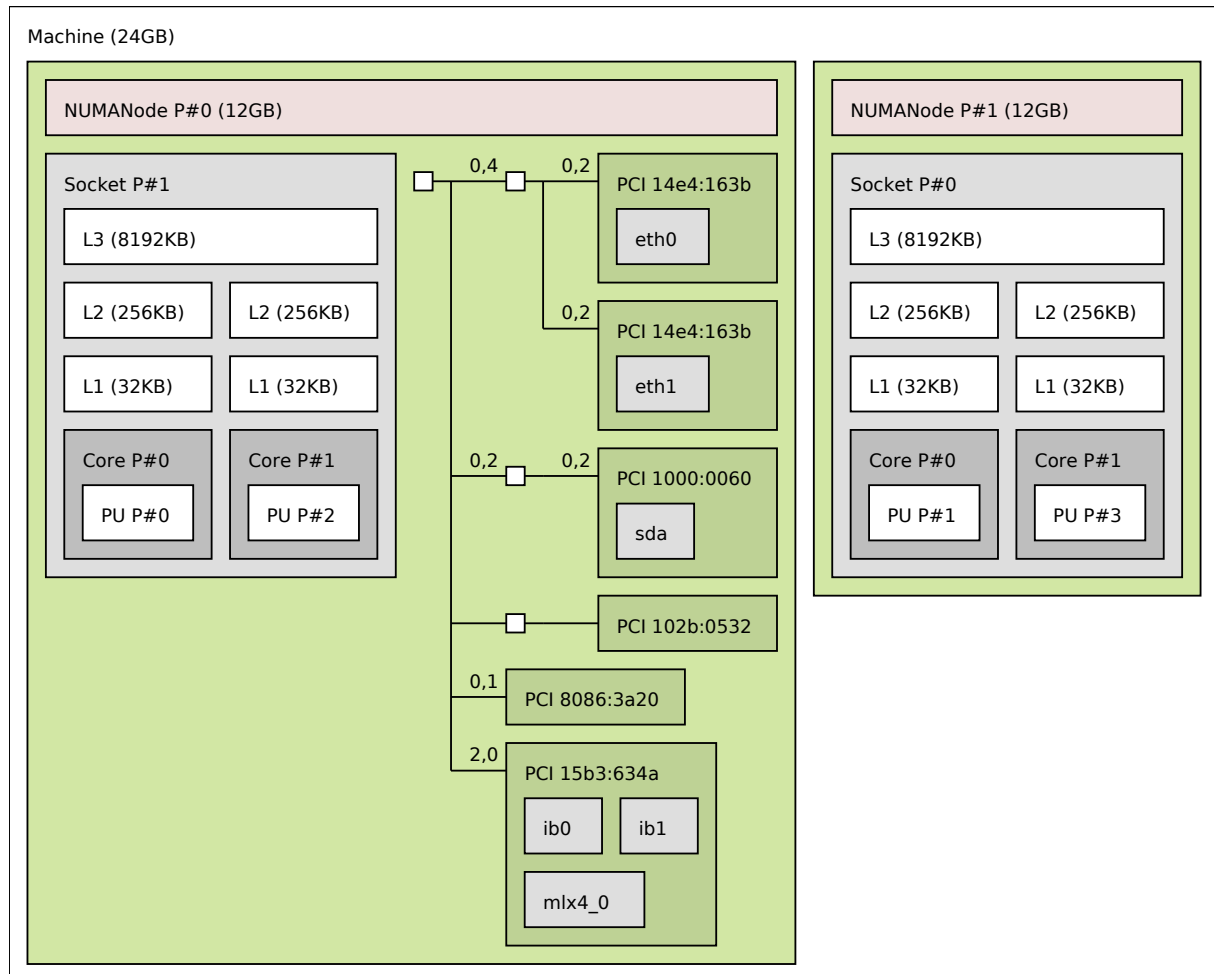 Machine (24GB)
NUMANode P#0 (12GB)
Socket P#1
L3 (8192KB)
L2 (256KB) L2 (256KB)
L1 (32KB) L1 (32KB)
Core P#0 Core P#1
PU P#0 PU P#2
0,4 0,2 PCI 14e4:163b
eth0
0,2 PCI 14e4:163b
eth1
0,2 0,2 PCI 1000:0060
sda
PCI 102b:0532
0,1 PCI 8086:3a20
2,0 PCI 15b3:634a
ib0 ib1
mlx4_0
NUMANode P#1 (12GB)
Socket P#0
L3 (8192KB)
L2 (256KB) L2 (256KB)
L1 (32KB) L1 (32KB)
Core P#0 Core P#1
PU P#1 PU P#3